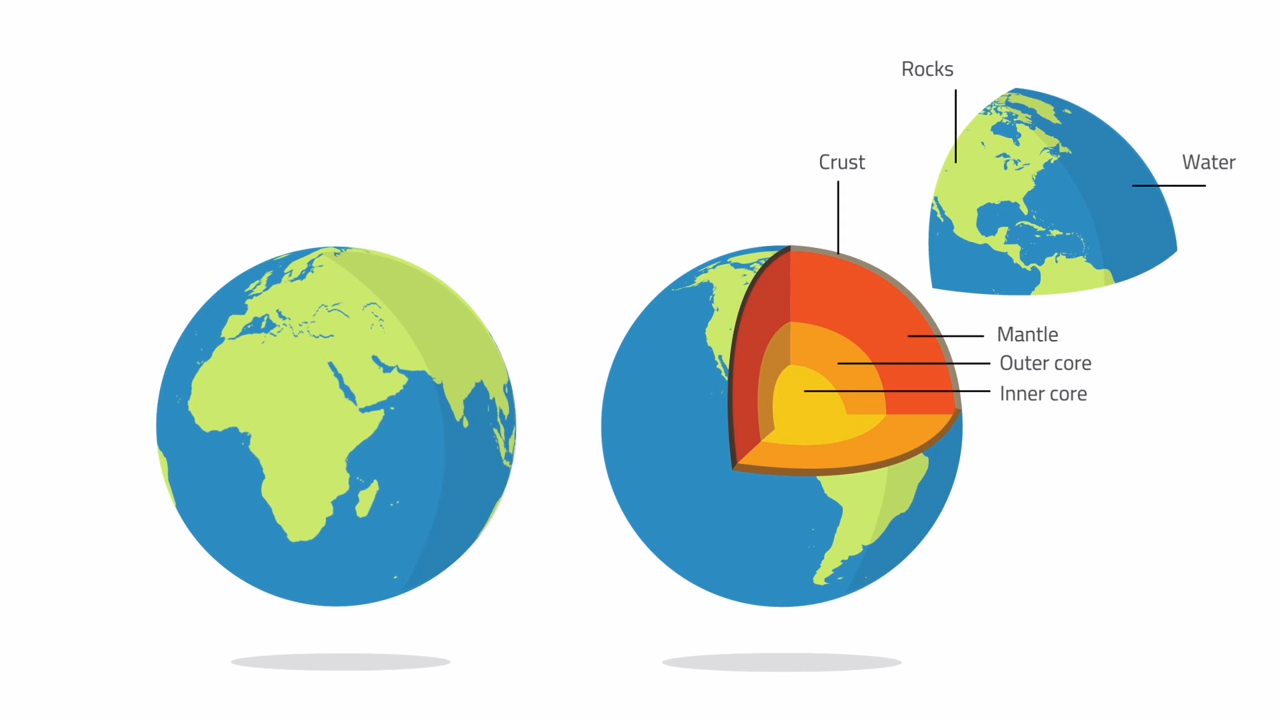 Rocks
Crust
Water
Mantle
Outer core
Inner core